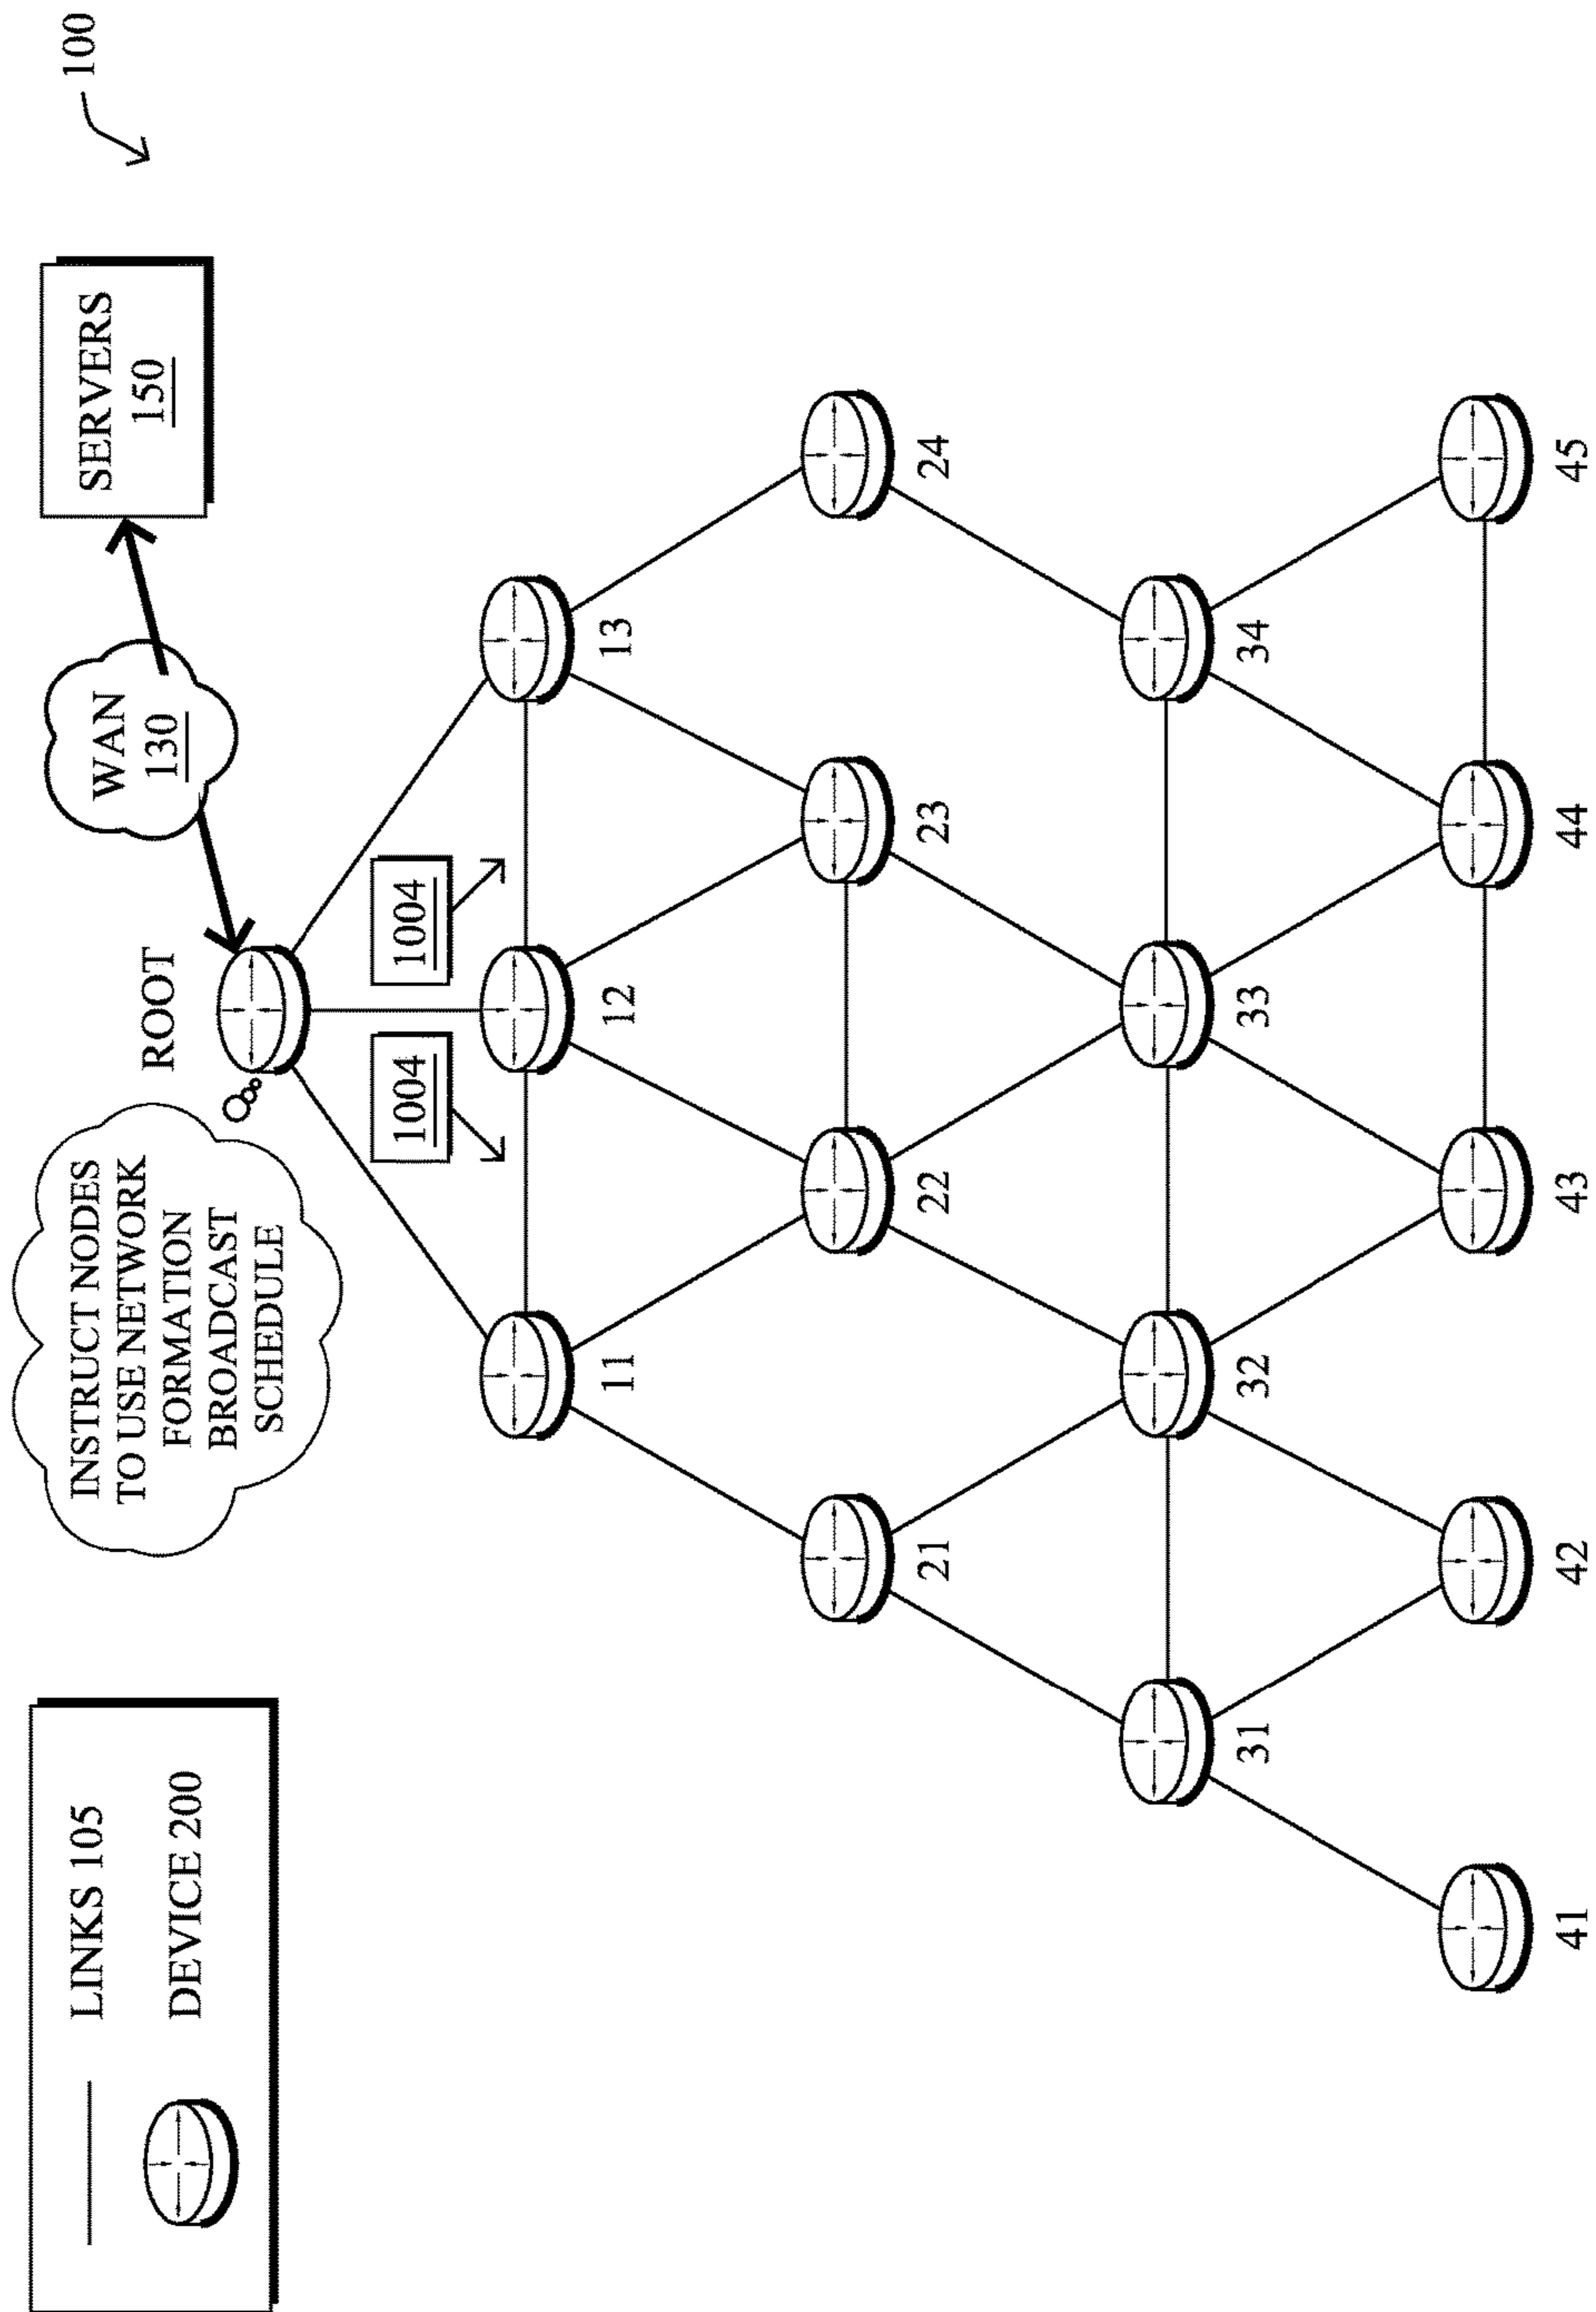 LINKS 105
DEVICE 200
INSTRUCT NODES
TO USE NETWORK
FORMATION
BROADCAST
SCHEDULE
ROOT
WAN
130
SERVERS
150
100
1004
1004
11
12
13
21
22
23
24
31
32
33
34
41
42
43
44
45